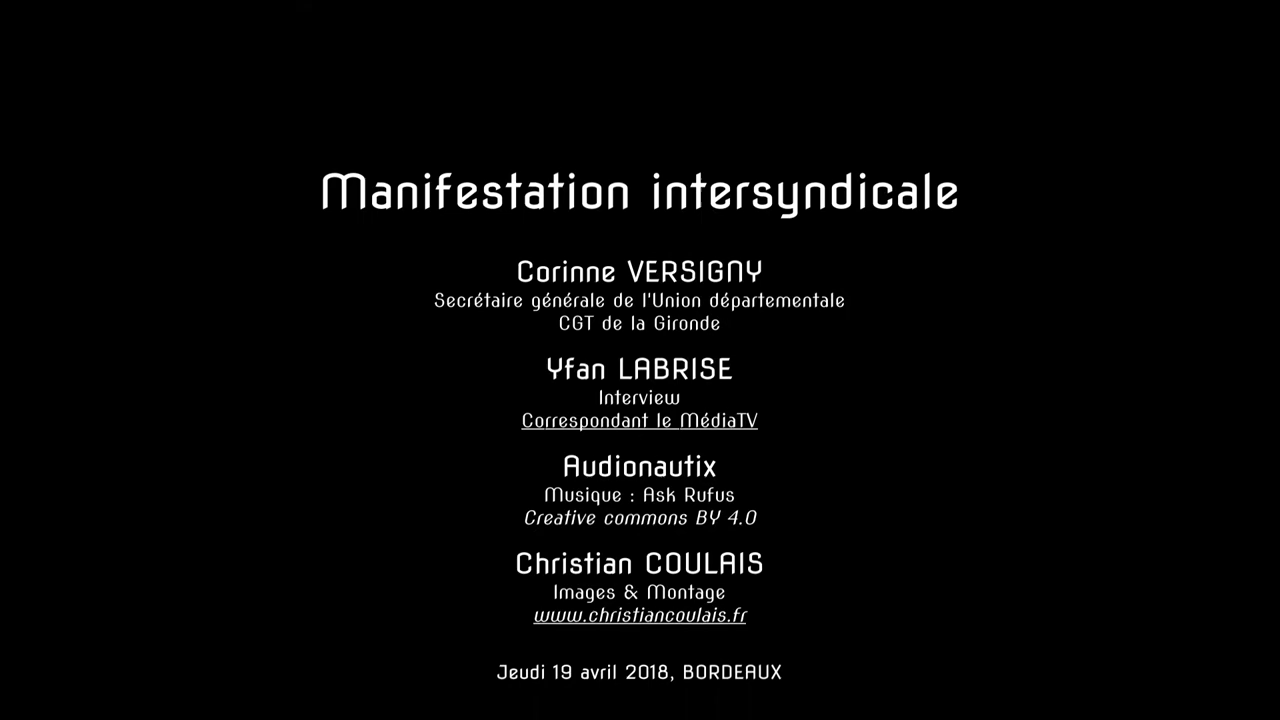 Manifestation intersyndicale
Corinne VERSIGNY
Secrétaire générale de l'Union départementale
CGT de la Gironde
Yfan LABRISE
Interview
Correspondant le MédiaTV
Audionautix
Musique : Ask Rufus
Creative commons BY 4.0
Christian COULAIS
Images & Montage
www.christiancoulais.fr
Jeudi 19 avril 2018, BORDEAUX